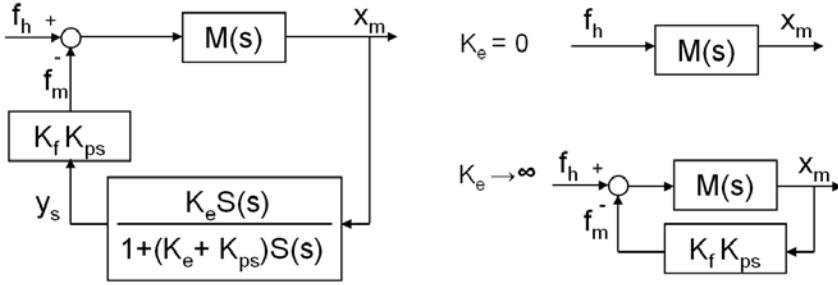 f_h +
M(s)
x_m
-
f_m
K_f K_ps
y_s
K_e S(s)
1+(K_e + K_ps)S(s)
K_e = 0
f_h
M(s)
x_m
K_e → ∞
f_h +
M(s)
x_m
f_m -
K_f K_ps